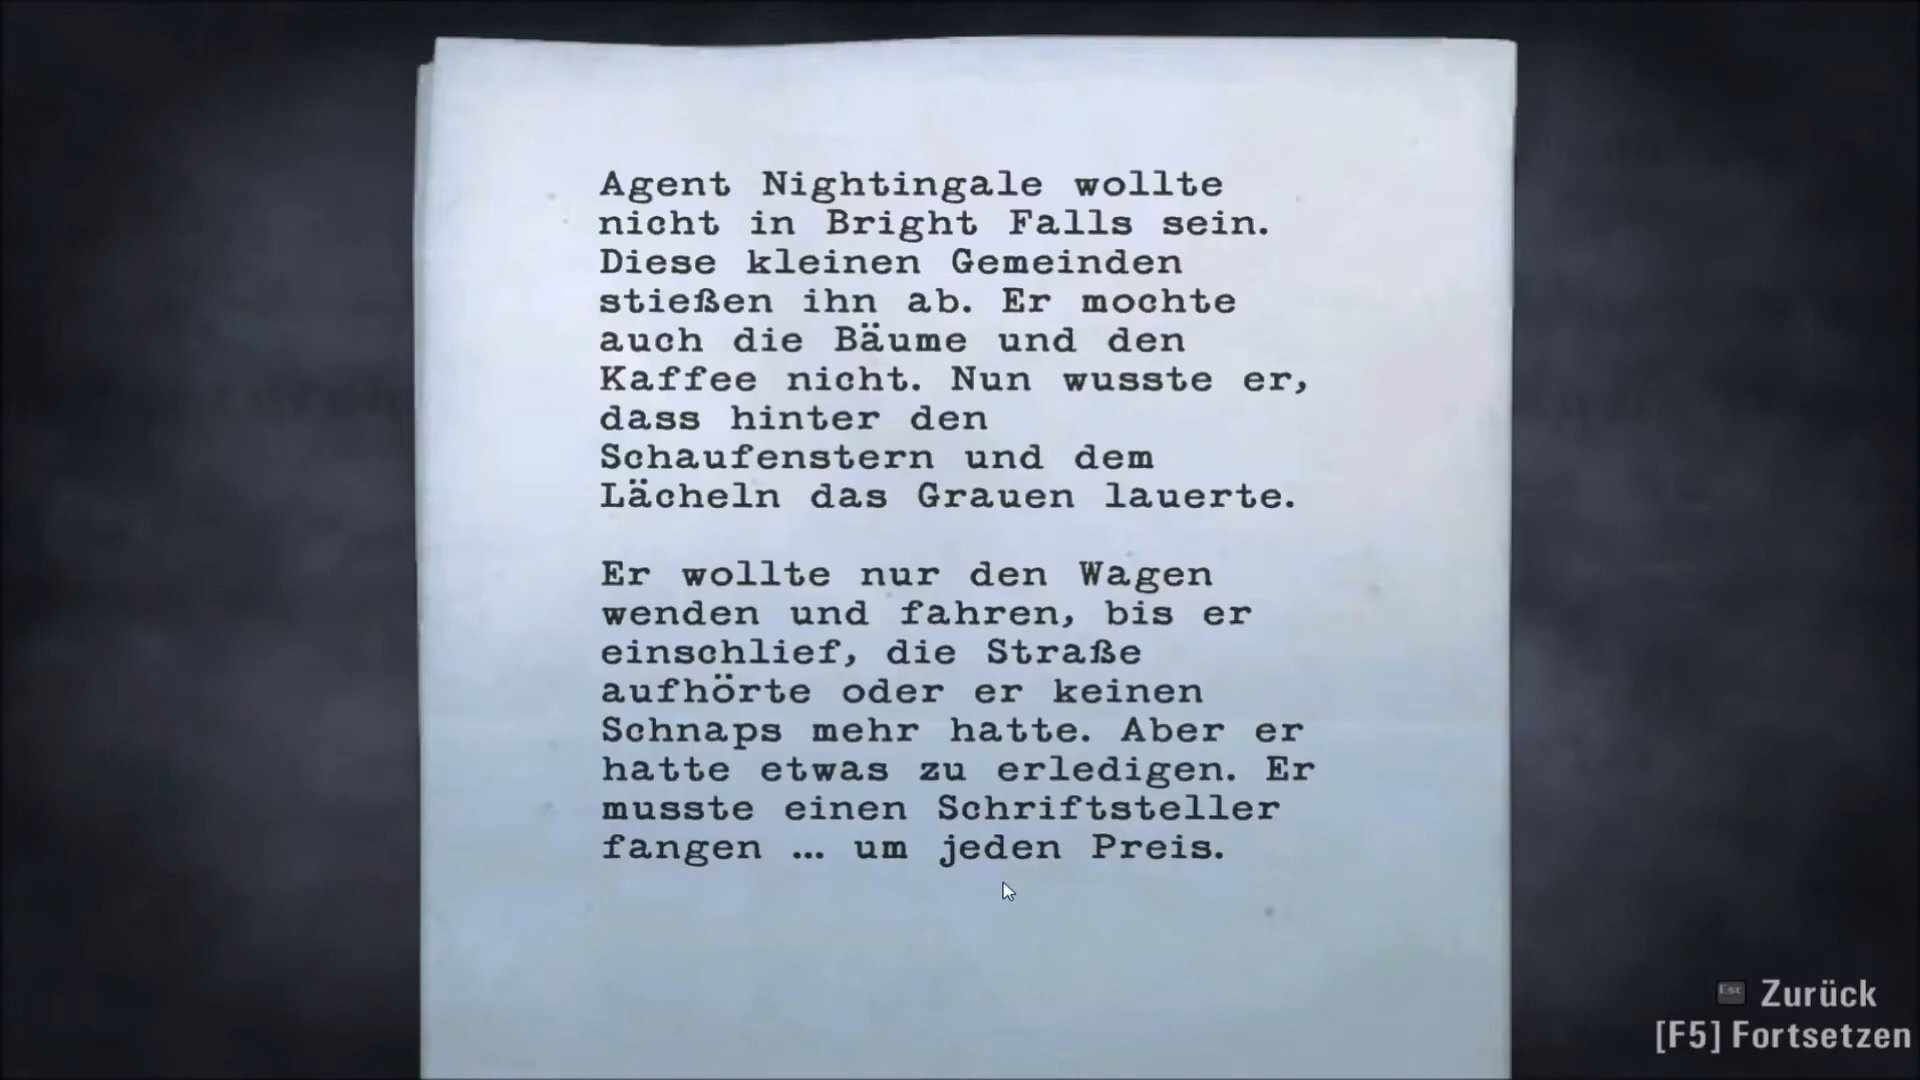 Agent Nightingale wollte
nicht in Bright Falls sein.
Diese kleinen Gemeinden
stießen ihn ab. Er mochte
auch die Bäume und den
Kaffee nicht. Nun wusste er,
dass hinter den
Schaufenstern und dem
Lächeln das Grauen lauerte.
Er wollte nur den Wagen
wenden und fahren, bis er
einschlief, die Straße
aufhörte oder er keinen
Schnaps mehr hatte. Aber er
hatte etwas zu erledigen. Er
musste einen Schriftsteller
fangen … um jeden Preis.
Esc Zurück
[F5] Fortsetzen